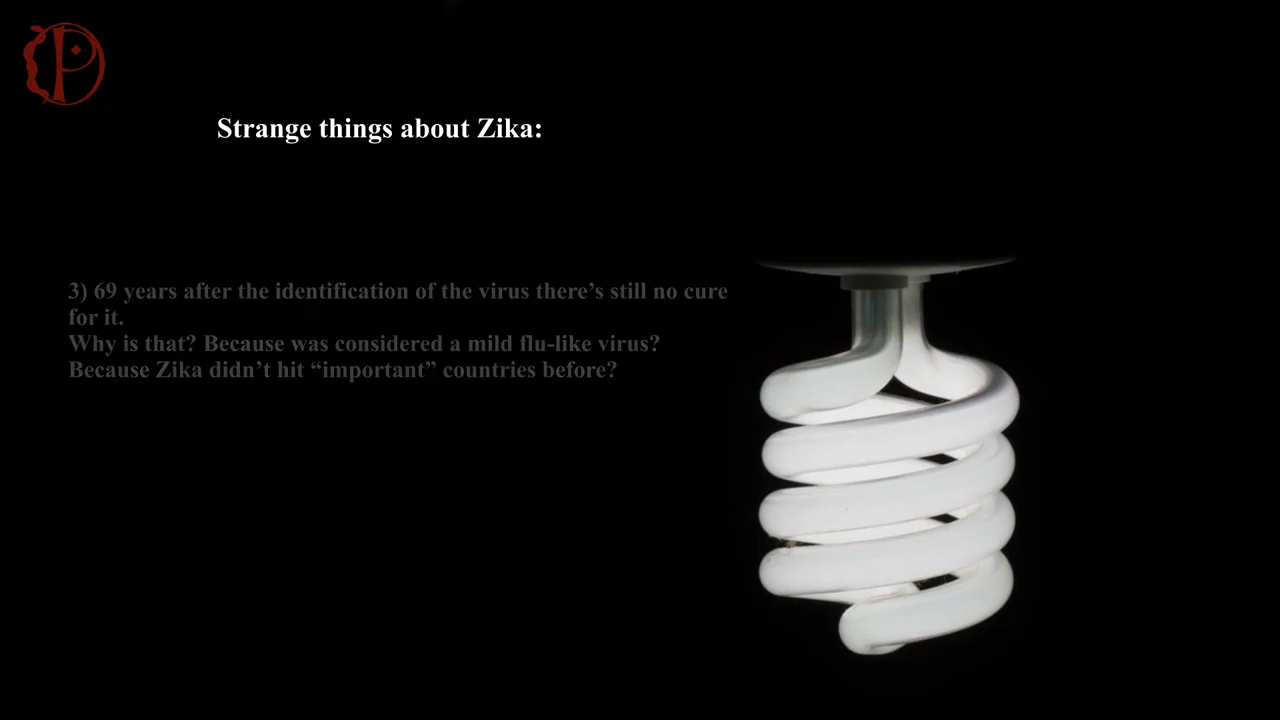 Strange things about Zika:
3) 69 years after the identification of the virus there’s still no cure
for it.
Why is that? Because was considered a mild flu-like virus?
Because Zika didn’t hit “important” countries before?